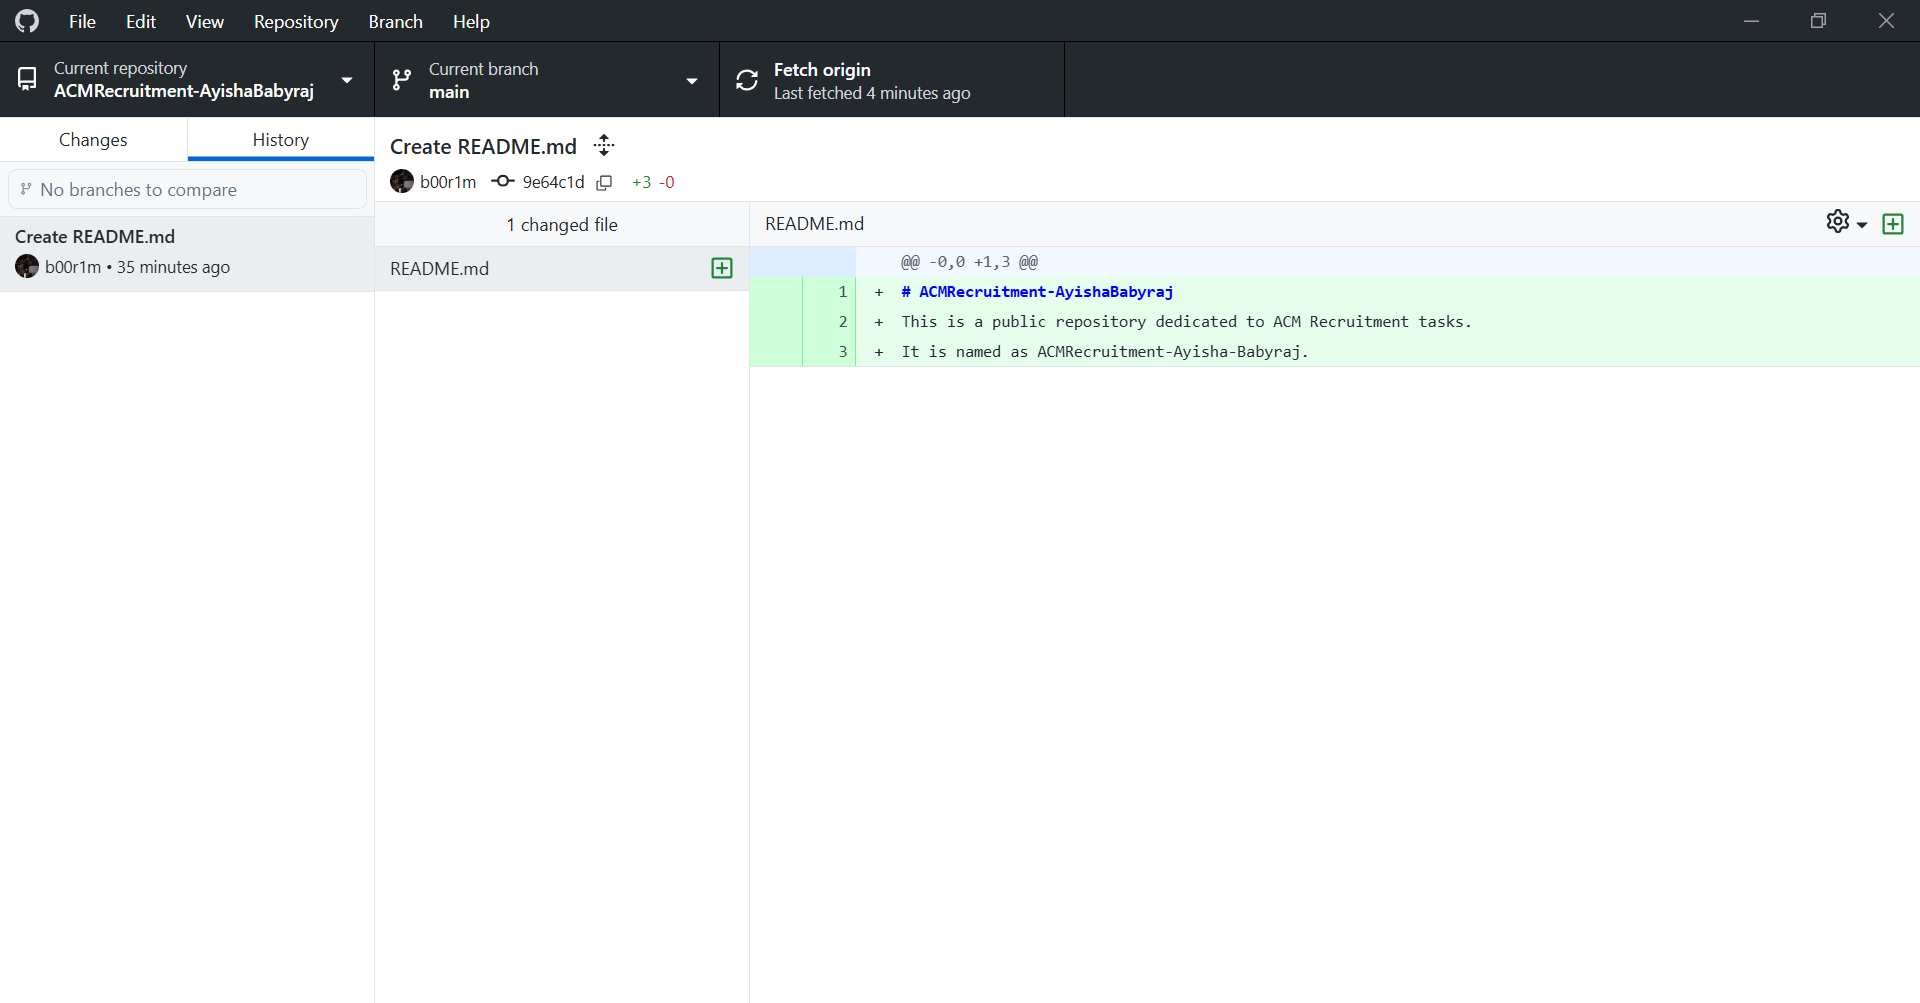 File Edit View Repository Branch Help
Current repository
ACMRecruitment-AyishaBabyraj
Current branch
main
Fetch origin
Last fetched 4 minutes ago
Changes
History
No branches to compare
Create README.md
b00r1m • 35 minutes ago
Create README.md
b00r1m 9e64c1d +3 -0
1 changed file
README.md
README.md
@@ -0,0 +1,3 @@
1 + # ACMRecruitment-AyishaBabyraj
2 + This is a public repository dedicated to ACM Recruitment tasks.
3 + It is named as ACMRecruitment-Ayisha-Babyraj.